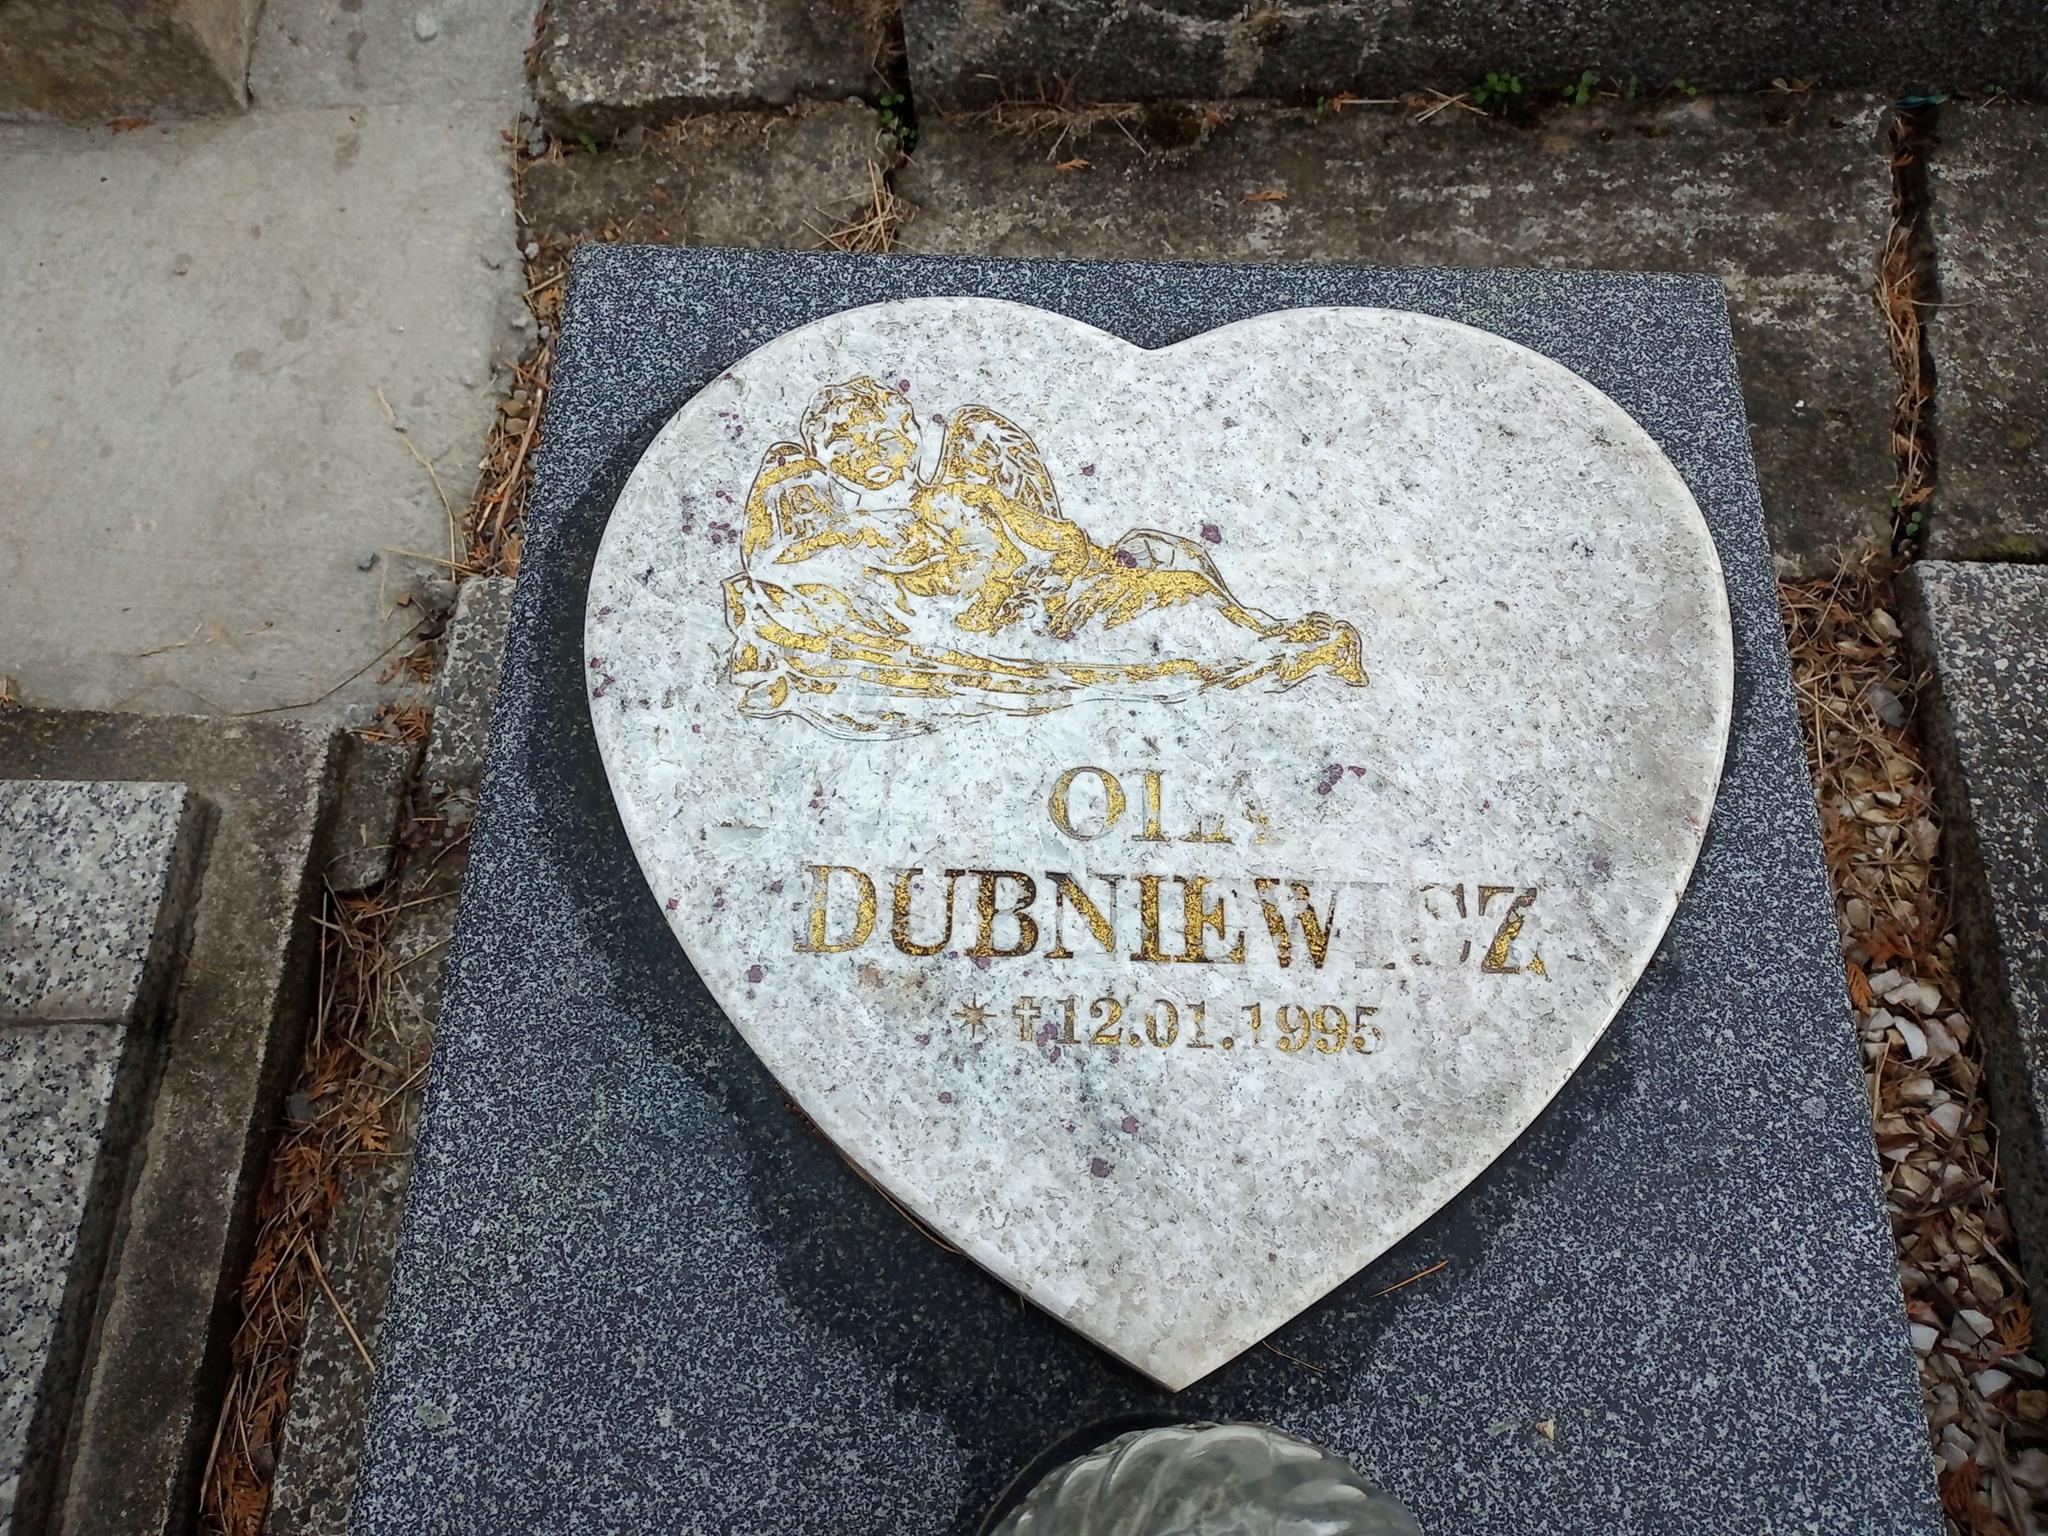 OLA
DUBNIEWICZ
* † 12.01.1995